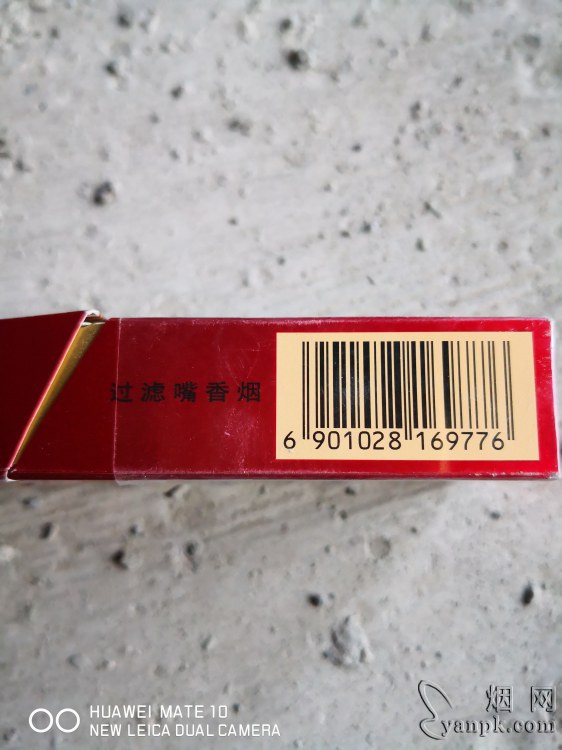 过滤嘴香烟
6 901028 169776
HUAWEI MATE 10
NEW LEICA DUAL CAMERA
烟网
yanpk.com